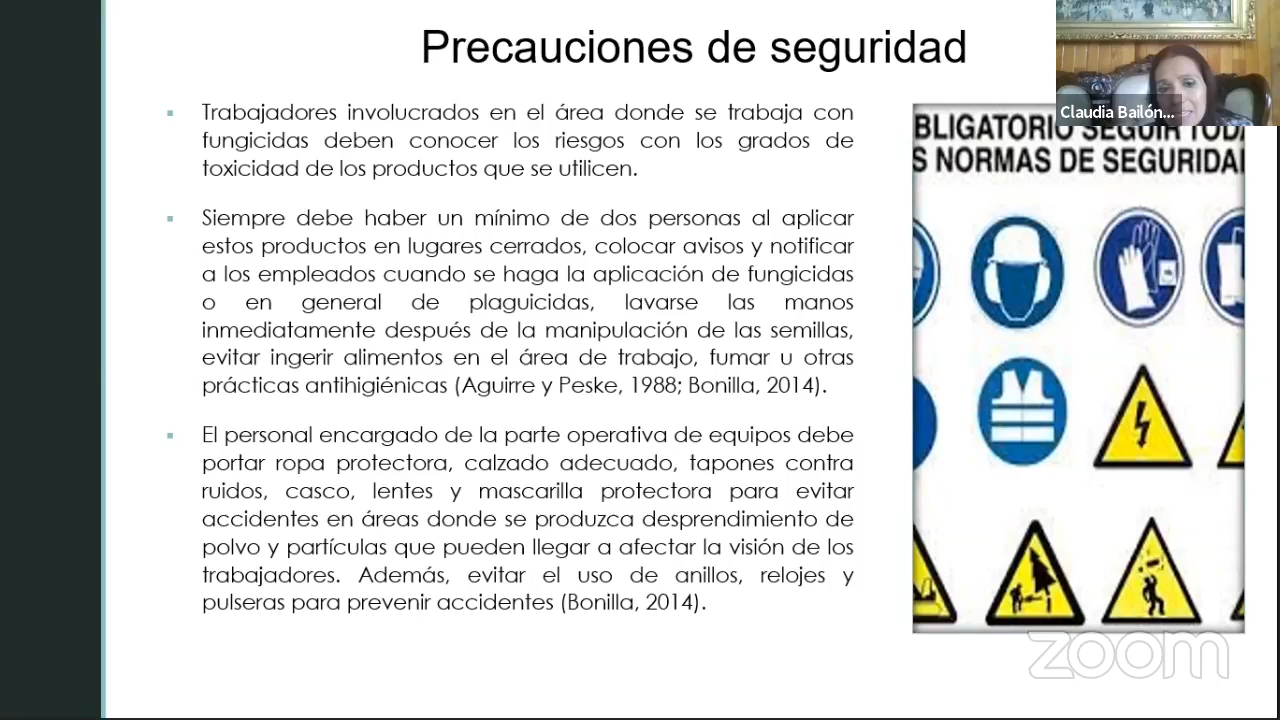 Precauciones de seguridad
Claudia Bailón...
▪ Trabajadores involucrados en el área donde se trabaja con
fungicidas deben conocer los riesgos con los grados de
toxicidad de los productos que se utilicen.
▪ Siempre debe haber un mínimo de dos personas al aplicar
estos productos en lugares cerrados, colocar avisos y notificar
a los empleados cuando se haga la aplicación de fungicidas
o en general de plaguicidas, lavarse las manos
inmediatamente después de la manipulación de las semillas,
evitar ingerir alimentos en el área de trabajo, fumar u otras
prácticas antihigiénicas (Aguirre y Peske, 1988; Bonilla, 2014).
▪ El personal encargado de la parte operativa de equipos debe
portar ropa protectora, calzado adecuado, tapones contra
ruidos, casco, lentes y mascarilla protectora para evitar
accidentes en áreas donde se produzca desprendimiento de
polvo y partículas que pueden llegar a afectar la visión de los
trabajadores. Además, evitar el uso de anillos, relojes y
pulseras para prevenir accidentes (Bonilla, 2014).
BLIGATORIO SEGUIR TODA
S NORMAS DE SEGURIDA
zoom